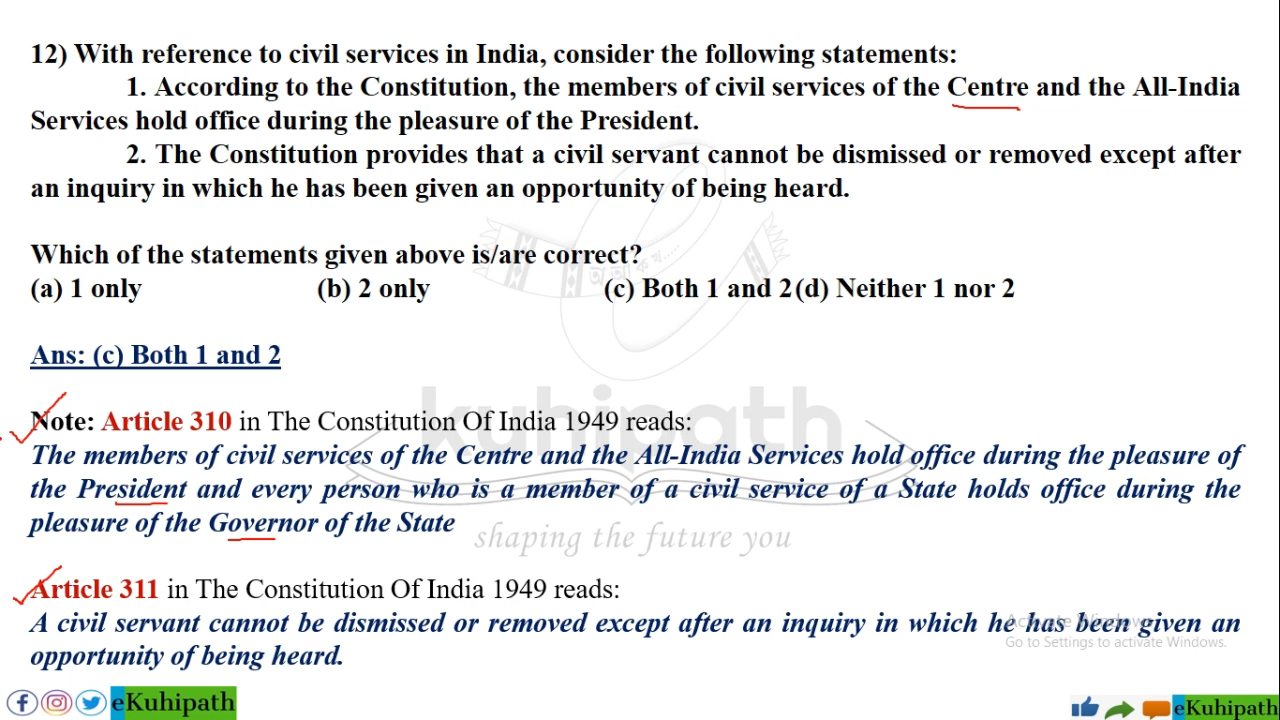 12) With reference to civil services in India, consider the following statements:
1. According to the Constitution, the members of civil services of the Centre and the All-India
Services hold office during the pleasure of the President.
2. The Constitution provides that a civil servant cannot be dismissed or removed except after
an inquiry in which he has been given an opportunity of being heard.
Which of the statements given above is/are correct?
(a) 1 only (b) 2 only (c) Both 1 and 2(d) Neither 1 nor 2
Ans: (c) Both 1 and 2
Note: Article 310 in The Constitution Of India 1949 reads:
The members of civil services of the Centre and the All-India Services hold office during the pleasure of
the President and every person who is a member of a civil service of a State holds office during the
pleasure of the Governor of the State
kuhipath
shaping the future you
Article 311 in The Constitution Of India 1949 reads:
A civil servant cannot be dismissed or removed except after an inquiry in which he has been given an
opportunity of being heard.
Activate Windows
Go to Settings to activate Windows.
eKuhipath
eKuhipath